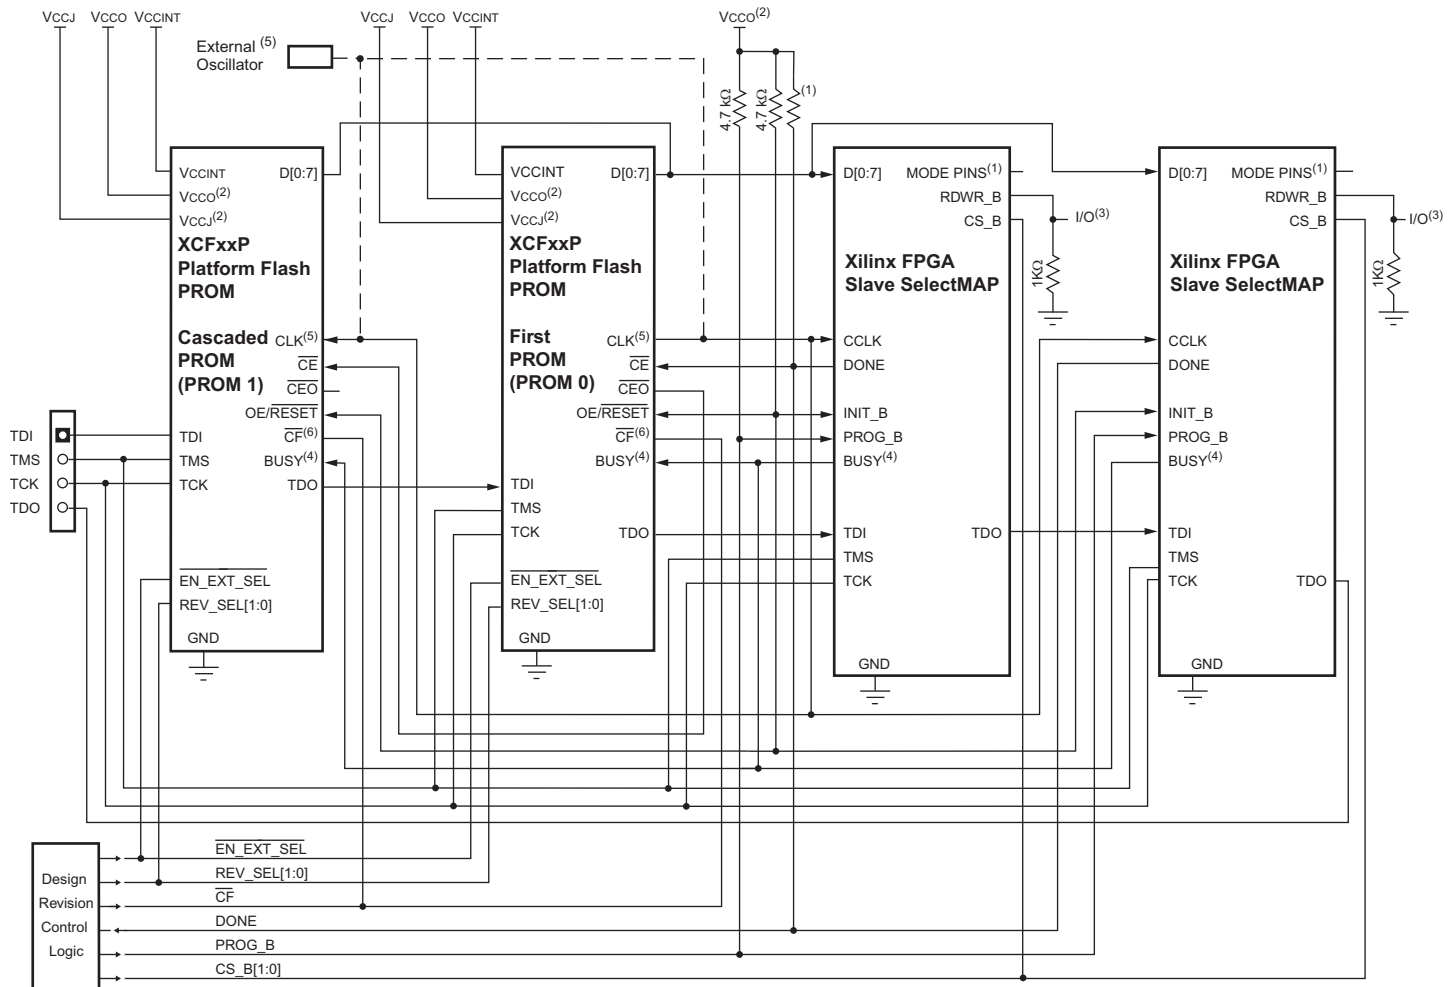 VCCJ VCCO VCCINT
VCCJ VCCO VCCINT
VCCO(2)
External (5)
Oscillator
4.7 kΩ
4.7 kΩ
(1)
VCCINT
VCCO(2)
VCCJ(2)
D[0:7]
XCFxxP
Platform Flash
PROM
Cascaded
PROM
(PROM 1)
CLK(5)
CE
CEO
OE/RESET
CF(6)
BUSY(4)
TDO
TDI
TMS
TCK
EN_EXT_SEL
REV_SEL[1:0]
GND
VCCINT
VCCO(2)
VCCJ(2)
D[0:7]
XCFxxP
Platform Flash
PROM
First
PROM
(PROM 0)
CLK(5)
CE
CEO
OE/RESET
CF(6)
BUSY(4)
TDI
TMS
TCK
TDO
EN_EXT_SEL
REV_SEL[1:0]
GND
D[0:7]
MODE PINS(1)
RDWR_B
CS_B
I/O(3)
1KΩ
Xilinx FPGA
Slave SelectMAP
CCLK
DONE
INIT_B
PROG_B
BUSY(4)
TDI
TMS
TCK
TDO
GND
D[0:7]
MODE PINS(1)
RDWR_B
CS_B
I/O(3)
1KΩ
Xilinx FPGA
Slave SelectMAP
CCLK
DONE
INIT_B
PROG_B
BUSY(4)
TDI
TMS
TCK
TDO
GND
TDI
TMS
TCK
TDO
Design
Revision
Control
Logic
EN_EXT_SEL
REV_SEL[1:0]
CF
DONE
PROG_B
CS_B[1:0]